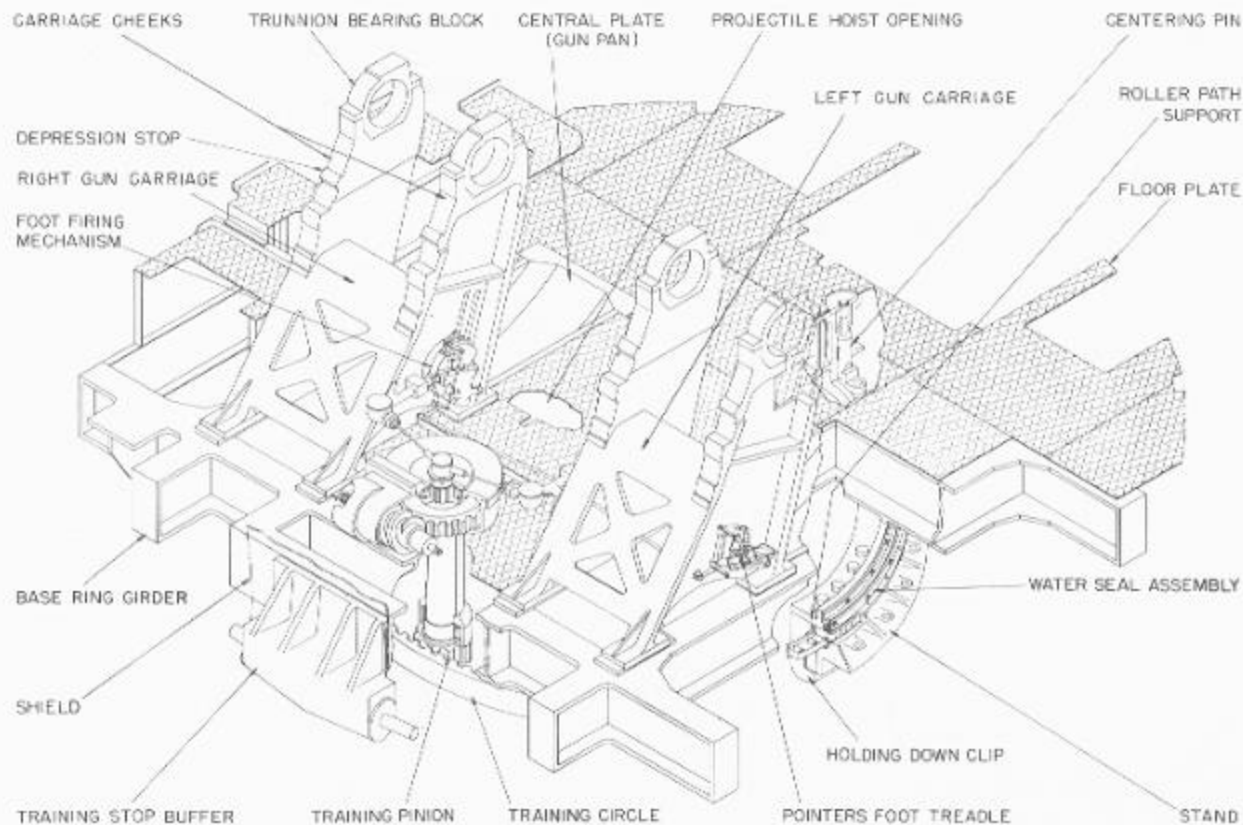 CARRIAGE CHEEKS
TRUNNION BEARING BLOCK
CENTRAL PLATE
(GUN PAN)
PROJECTILE HOIST OPENING
CENTERING PIN
LEFT GUN CARRIAGE
ROLLER PATH
SUPPORT
DEPRESSION STOP
RIGHT GUN CARRIAGE
FLOOR PLATE
FOOT FIRING
MECHANISM
BASE RING GIRDER
WATER SEAL ASSEMBLY
SHIELD
HOLDING DOWN CLIP
TRAINING STOP BUFFER
TRAINING PINION
TRAINING CIRCLE
POINTERS FOOT TREADLE
STAND